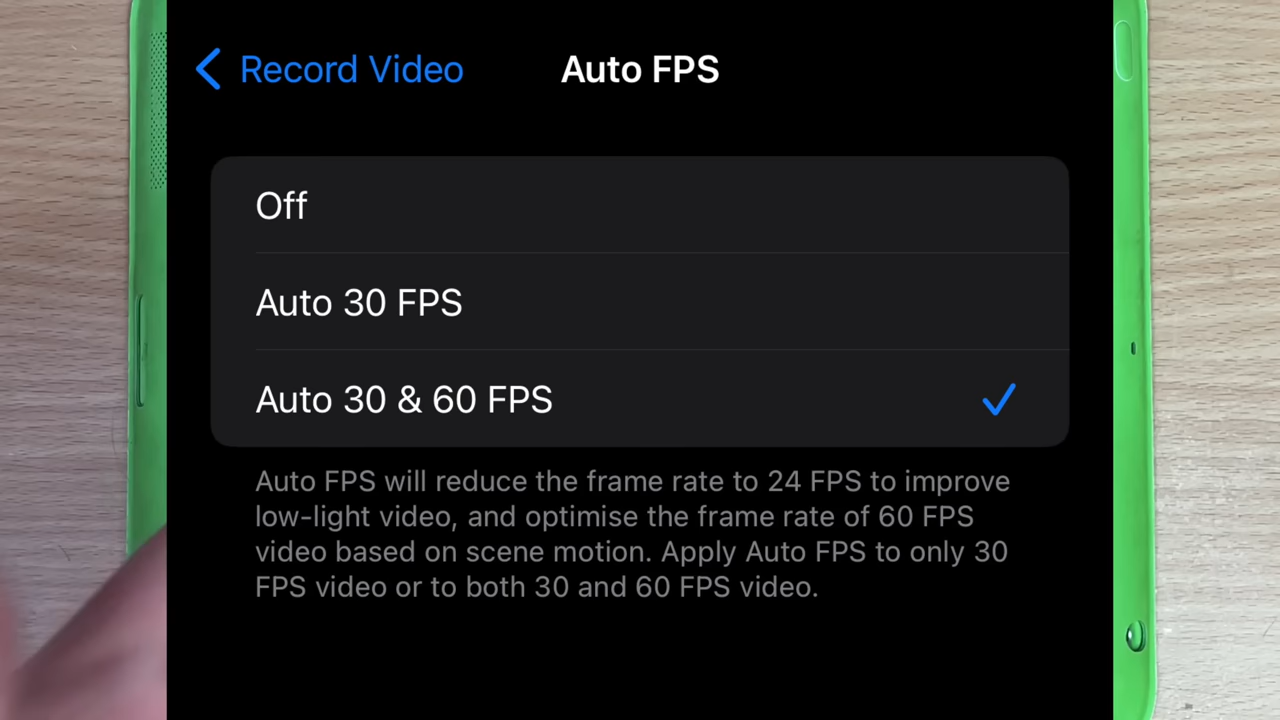 Record Video
Auto FPS
Off
Auto 30 FPS
Auto 30 & 60 FPS
Auto FPS will reduce the frame rate to 24 FPS to improve
low-light video, and optimise the frame rate of 60 FPS
video based on scene motion. Apply Auto FPS to only 30
FPS video or to both 30 and 60 FPS video.